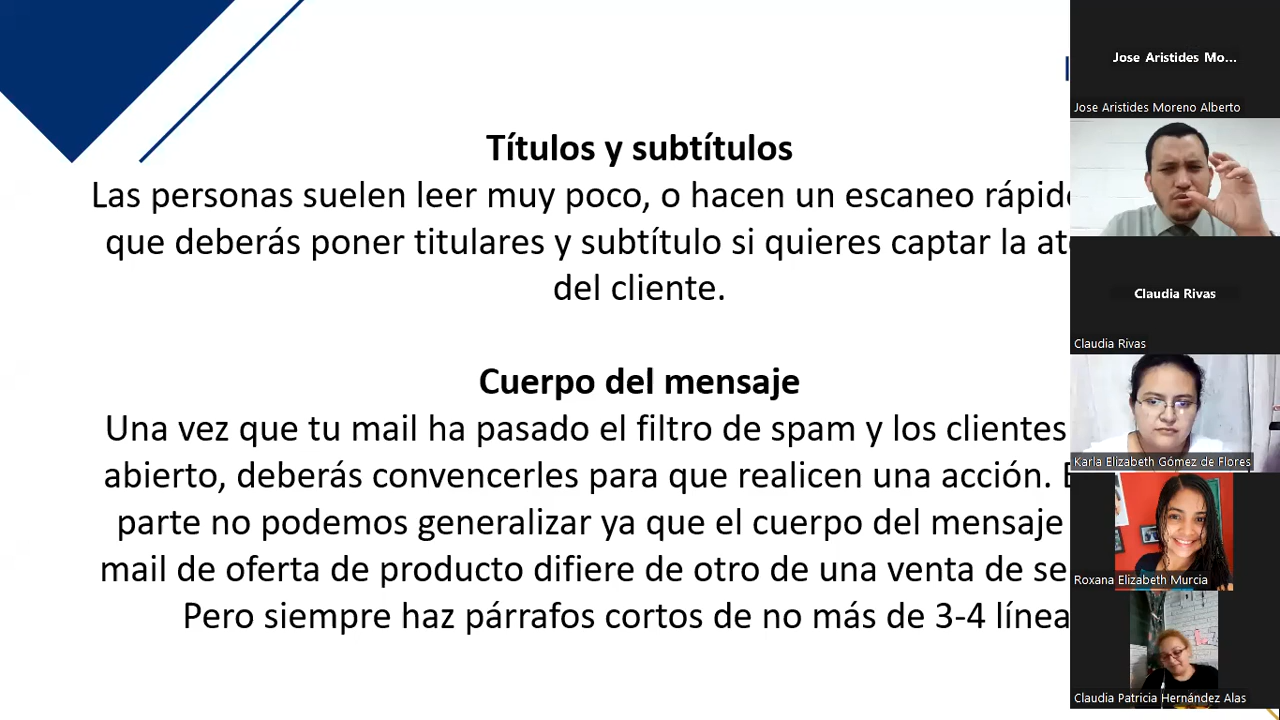 Títulos y subtítulos
Las personas suelen leer muy poco, o hacen un escaneo
que deberás poner titulares y subtítulo si quieres captar la
del cliente.
Cuerpo del mensaje
Una vez que tu mail ha pasado el filtro de spam y los clientes
abierto, deberás convencerles para que realicen una acción.
parte no podemos generalizar ya que el cuerpo del mensaje
mail de oferta de producto difiere de otro de una venta de
Pero siempre haz párrafos cortos de no más de 3-4
Jose Aristides Mo...
Jose Aristides Moreno Alberto
Claudia Rivas
Claudia Rivas
Karla Elizabeth Gómez de Flores
Roxana Elizabeth Murcia
Claudia Patricia Hernández Alas